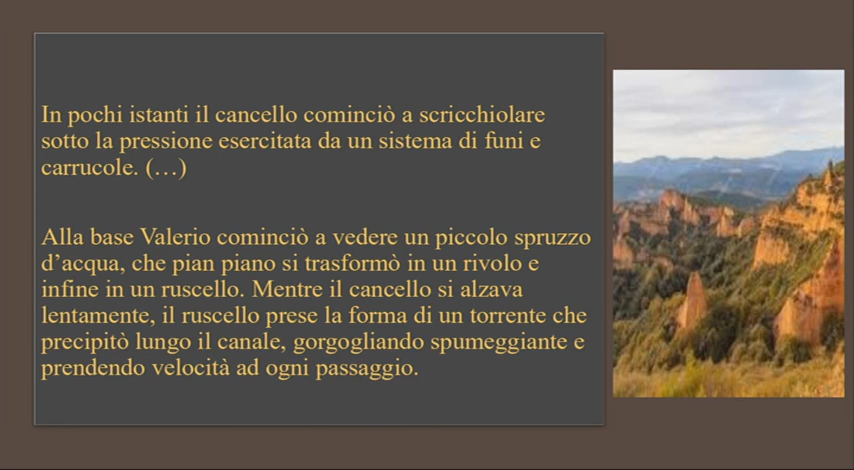 In pochi istanti il cancello cominciò a scricchiolare
sotto la pressione esercitata da un sistema di funi e
carrucole. (…)
Alla base Valerio cominciò a vedere un piccolo spruzzo
d’acqua, che pian piano si trasformò in un rivolo e
infine in un ruscello. Mentre il cancello si alzava
lentamente, il ruscello prese la forma di un torrente che
precipitò lungo il canale, gorgogliando spumeggiante e
prendendo velocità ad ogni passaggio.